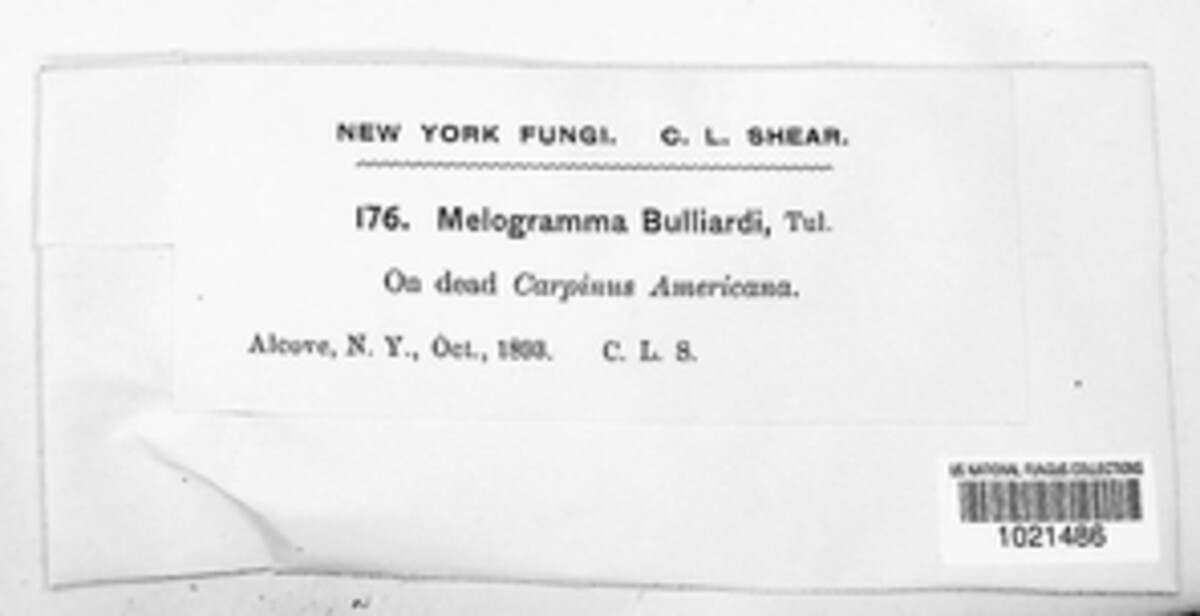 NEW YORK FUNGI. C. L. SHEAR.
176. Melogramma Bulliardi, Tul.
On dead Carpinus Americana.
Alcove, N. Y., Oct., 1893. C. L. S.
US NATIONAL FUNGUS COLLECTIONS
1021486